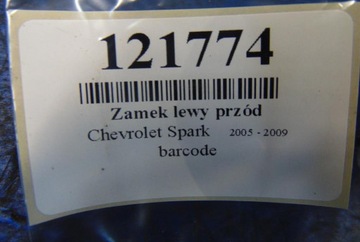 121774
Zamek lewy przód
Chevrolet Spark 2005 - 2009
barcode